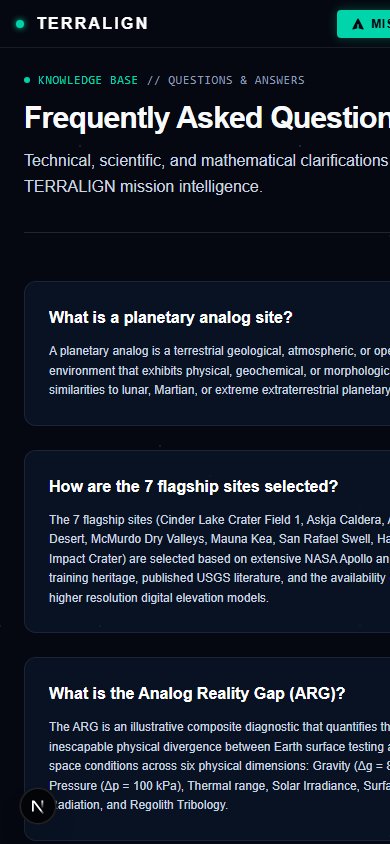 TERRALIGN
MIS
KNOWLEDGE BASE // QUESTIONS & ANSWERS
Frequently Asked Question
Technical, scientific, and mathematical clarifications
TERRALIGN mission intelligence.
What is a planetary analog site?
A planetary analog is a terrestrial geological, atmospheric, or ope
environment that exhibits physical, geochemical, or morphologic
similarities to lunar, Martian, or extreme extraterrestrial planetary
How are the 7 flagship sites selected?
The 7 flagship sites (Cinder Lake Crater Field 1, Askja Caldera, A
Desert, McMurdo Dry Valleys, Mauna Kea, San Rafael Swell, Ha
Impact Crater) are selected based on extensive NASA Apollo an
training heritage, published USGS literature, and the availability
higher resolution digital elevation models.
What is the Analog Reality Gap (ARG)?
The ARG is an illustrative composite diagnostic that quantifies th
inescapable physical divergence between Earth surface testing a
space conditions across six physical dimensions: Gravity (Δg = 8
Pressure (Δp = 100 kPa), Thermal range, Solar Irradiance, Surfa
N
adiation, and Regolith Tribology.